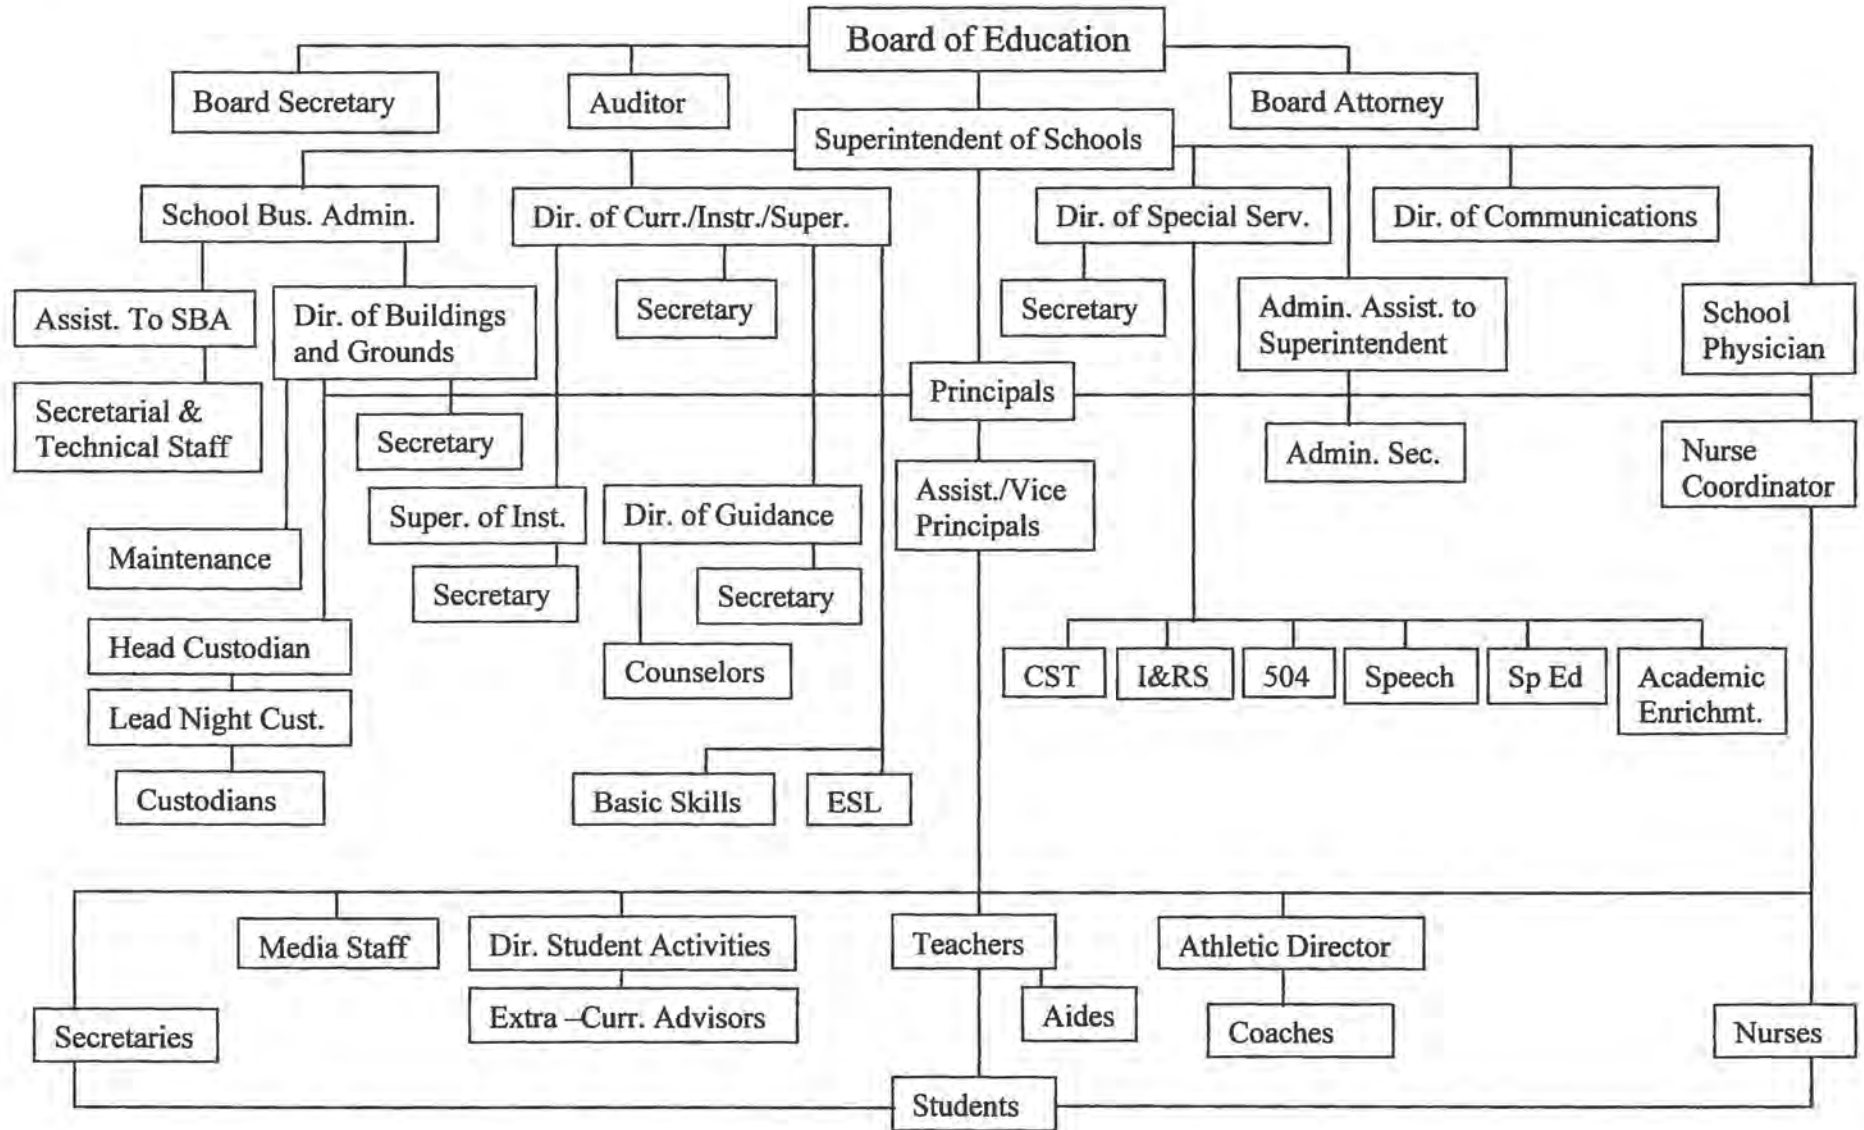 Board of Education
Board Secretary
Auditor
Board Attorney
Superintendent of Schools
School Bus. Admin.
Dir. of Curr./Instr./Super.
Dir. of Special Serv.
Dir. of Communications
Assist. To SBA
Dir. of Buildings
and Grounds
Secretary
Secretary
Admin. Assist. to
Superintendent
School
Physician
Principals
Secretarial &
Technical Staff
Secretary
Admin. Sec.
Nurse
Coordinator
Super. of Inst.
Dir. of Guidance
Assist./Vice
Principals
Maintenance
Secretary
Secretary
Head Custodian
Counselors
CST
I&RS
504
Speech
Sp Ed
Academic
Enrichmt.
Lead Night Cust.
Custodians
Basic Skills
ESL
Media Staff
Dir. Student Activities
Teachers
Athletic Director
Secretaries
Extra –Curr. Advisors
Aides
Coaches
Nurses
Students